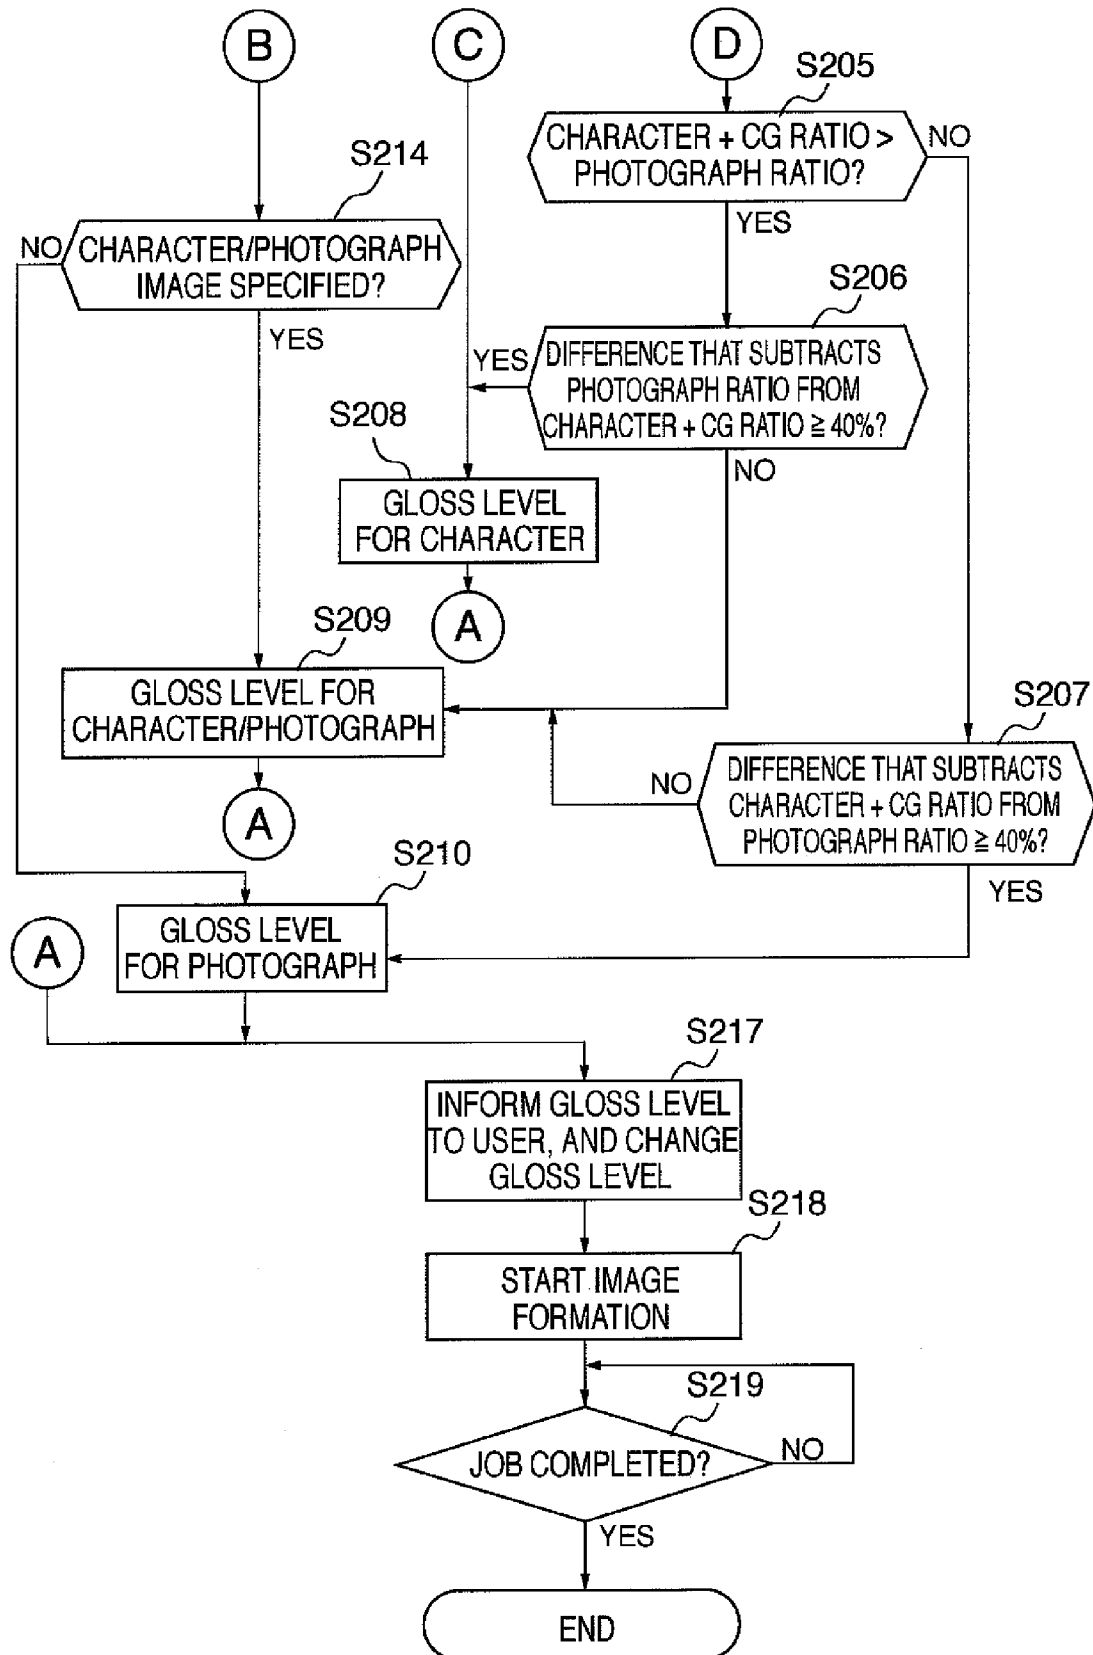 B
C
D
S205
CHARACTER + CG RATIO >
PHOTOGRAPH RATIO?
NO
YES
S214
NO
CHARACTER/PHOTOGRAPH
IMAGE SPECIFIED?
YES
S206
YES
DIFFERENCE THAT SUBTRACTS
PHOTOGRAPH RATIO FROM
CHARACTER + CG RATIO ≧ 40%?
NO
S208
GLOSS LEVEL
FOR CHARACTER
A
S209
GLOSS LEVEL FOR
CHARACTER/PHOTOGRAPH
A
S207
NO
DIFFERENCE THAT SUBTRACTS
CHARACTER + CG RATIO FROM
PHOTOGRAPH RATIO ≧ 40%?
YES
S210
GLOSS LEVEL
FOR PHOTOGRAPH
A
S217
INFORM GLOSS LEVEL
TO USER, AND CHANGE
GLOSS LEVEL
S218
START IMAGE
FORMATION
S219
JOB COMPLETED?
NO
YES
END